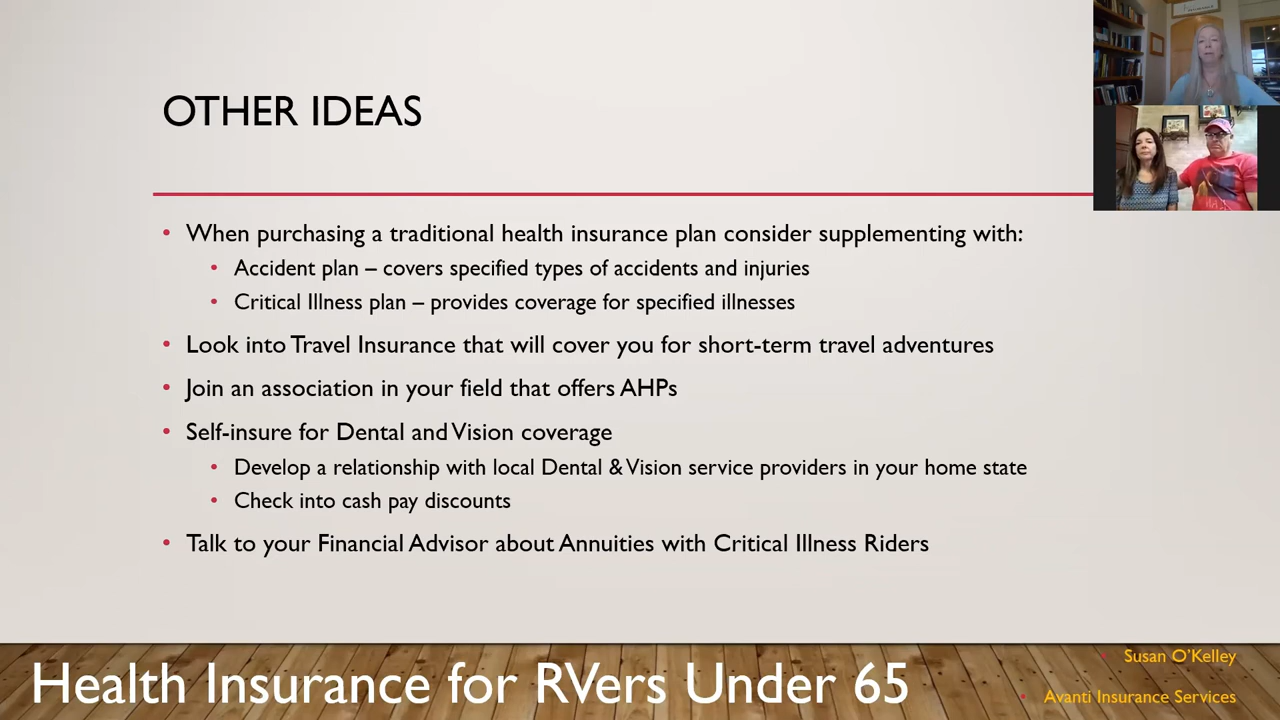 OTHER IDEAS
When purchasing a traditional health insurance plan consider supplementing with:
Accident plan – covers specified types of accidents and injuries
Critical Illness plan – provides coverage for specified illnesses
Look into Travel Insurance that will cover you for short-term travel adventures
Join an association in your field that offers AHPs
Self-insure for Dental and Vision coverage
Develop a relationship with local Dental & Vision service providers in your home state
Check into cash pay discounts
Talk to your Financial Advisor about Annuities with Critical Illness Riders
Health Insurance for RVers Under 65
Susan O'Kelley
Avanti Insurance Services